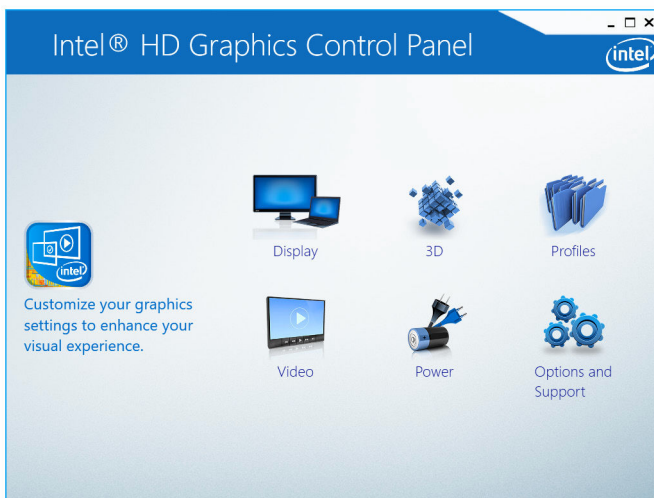 Intel® HD Graphics Control Panel
intel
Display
3D
Profiles
intel
Customize your graphics
settings to enhance your
visual experience.
Video
Power
Options and
Support